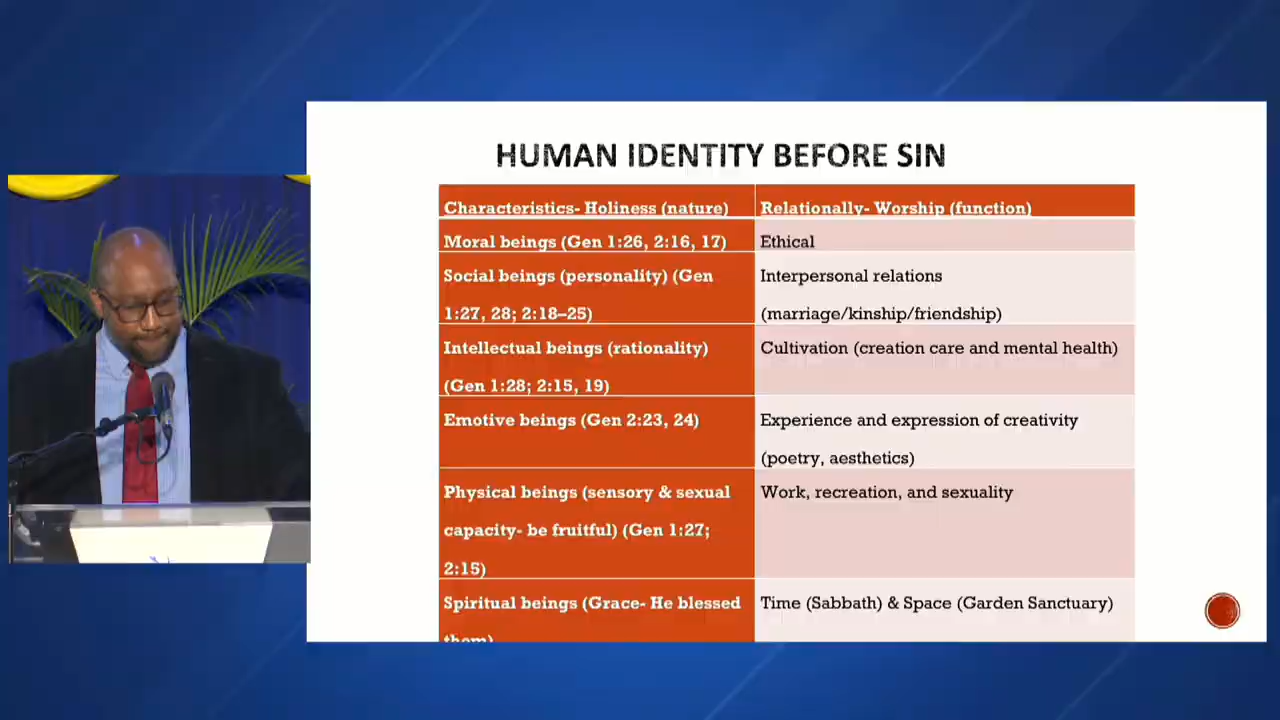 HUMAN IDENTITY BEFORE SIN
Characteristics- Holiness (nature)
Relationally- Worship (function)
Moral beings (Gen 1:26, 2:16, 17)
Ethical
Social beings (personality) (Gen
1:27, 28; 2:18–25)
Interpersonal relations
(marriage/kinship/friendship)
Intellectual beings (rationality)
(Gen 1:28; 2:15, 19)
Cultivation (creation care and mental health)
Emotive beings (Gen 2:23, 24)
Experience and expression of creativity
(poetry, aesthetics)
Physical beings (sensory & sexual
capacity- be fruitful) (Gen 1:27;
2:15)
Work, recreation, and sexuality
Spiritual beings (Grace- He blessed
them)
Time (Sabbath) & Space (Garden Sanctuary)